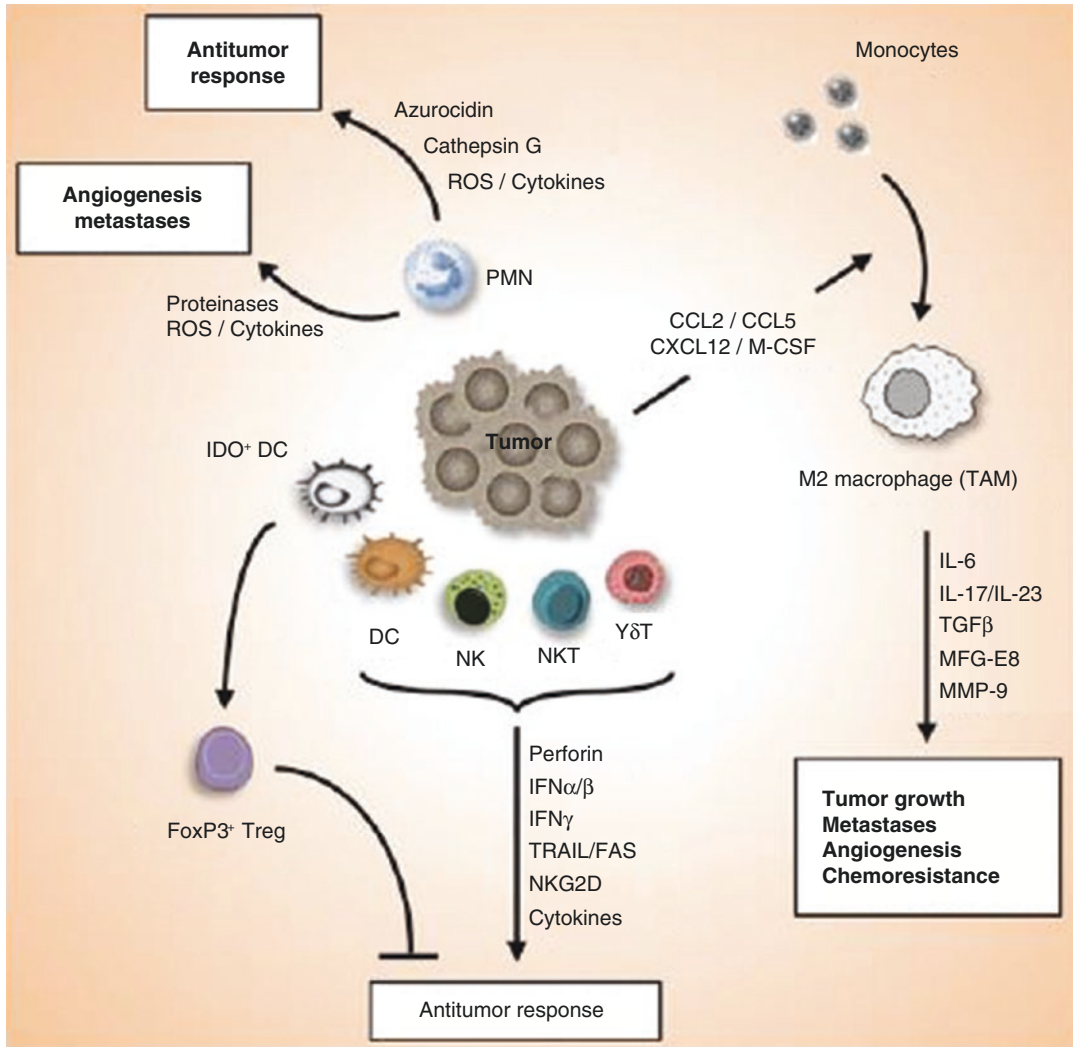 Antitumor
response
Monocytes
Azurocidin
Cathepsin G
ROS / Cytokines
Angiogenesis
metastases
PMN
Proteinases
ROS / Cytokines
CCL2 / CCL5
CXCL12 / M-CSF
Tumor
IDO⁺ DC
M2 macrophage (TAM)
DC
NK
NKT
YδT
IL-6
IL-17/IL-23
TGFβ
MFG-E8
MMP-9
FoxP3⁺ Treg
Perforin
IFNα/β
IFNγ
TRAIL/FAS
NKG2D
Cytokines
Tumor growth
Metastases
Angiogenesis
Chemoresistance
Antitumor response